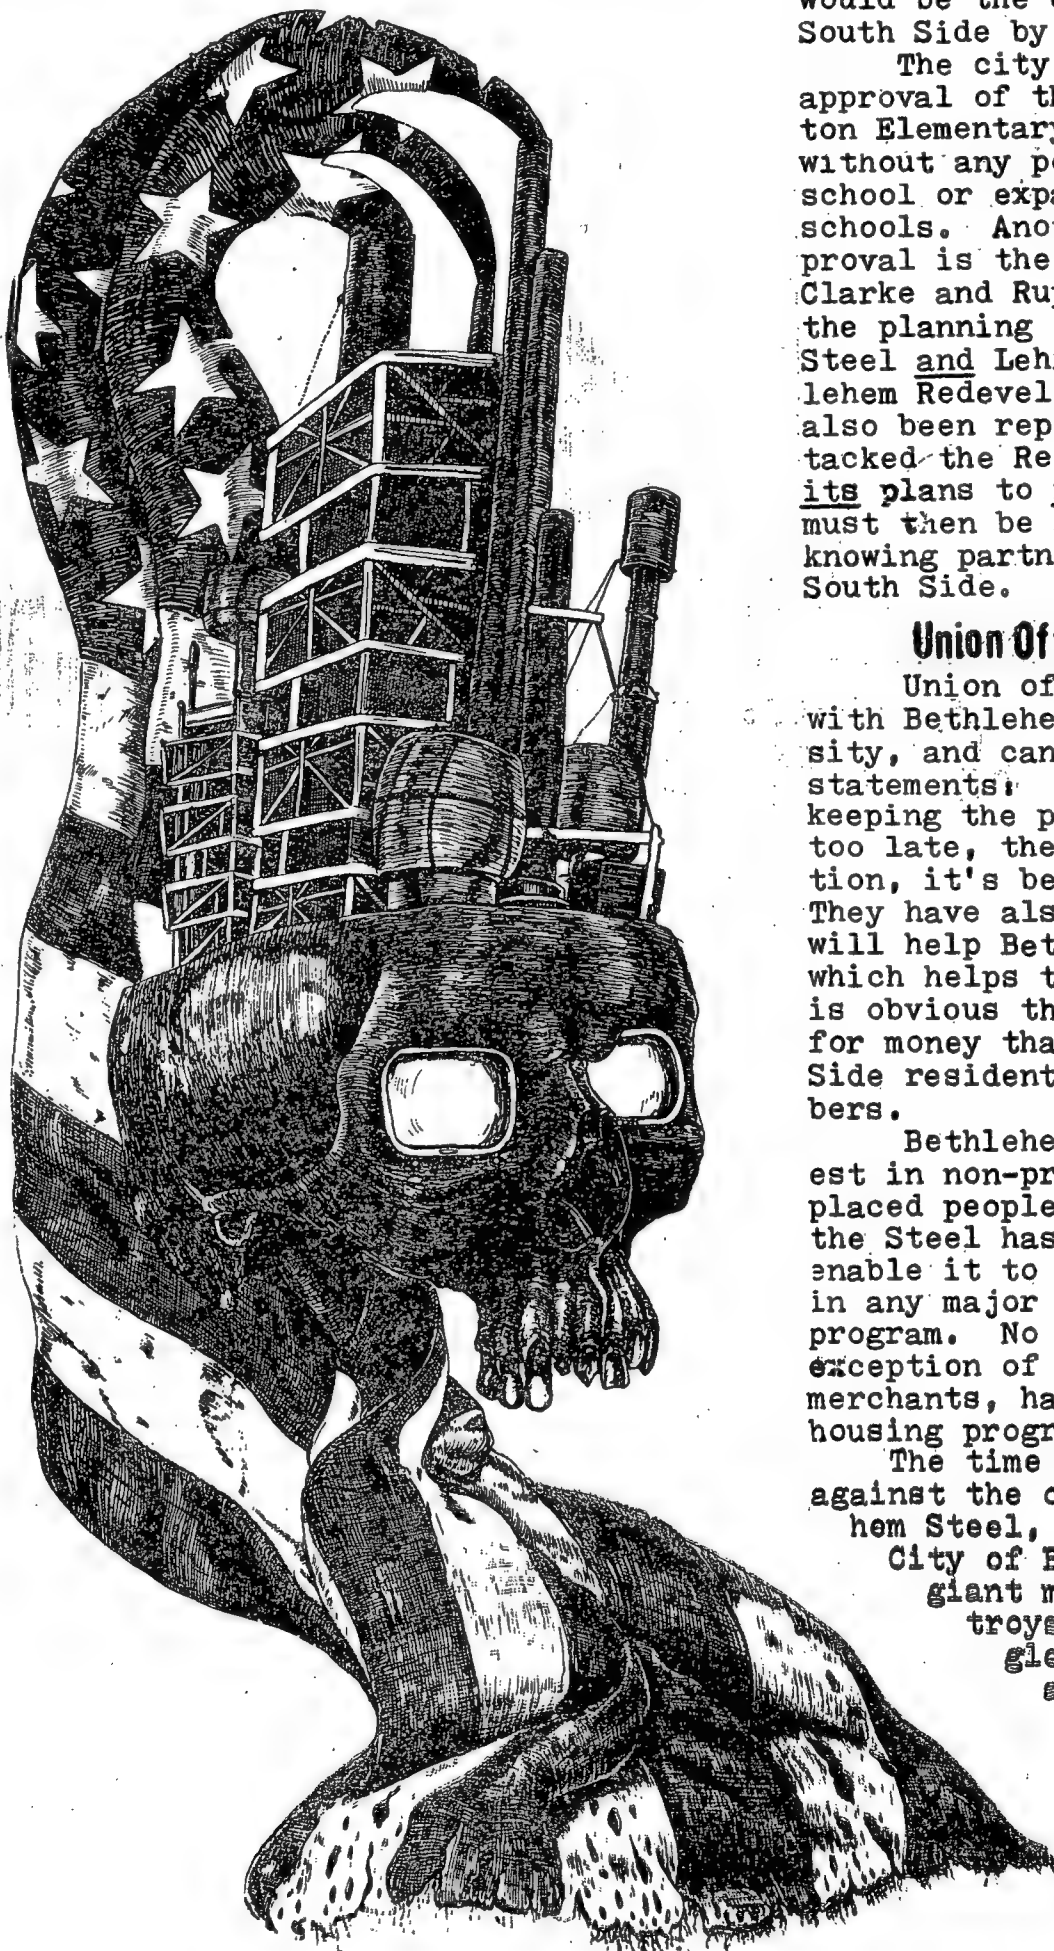 South Side by
The city
approval of th
ton Elementary
without any p
school or expa
schools. Ano
proval is the
Clarke and Ru
the planning
Steel and Leh
lehem Redevel
also been rep
tacked the Re
its plans to
must then be
knowing partn
South Side.
Union Of
Union of
with Bethlehe
sity, and can
statements:
keeping the p
too late, the
tion, it's be
They have als
will help Bet
which helps t
is obvious th
for money tha
Side resident
bers.
Bethlehe
est in non-pr
placed people
the Steel has
enable it to
in any major
program. No
exception of
merchants, ha
housing progr
The time
against the c
hem Steel,
City of B
giant m
troye
gle